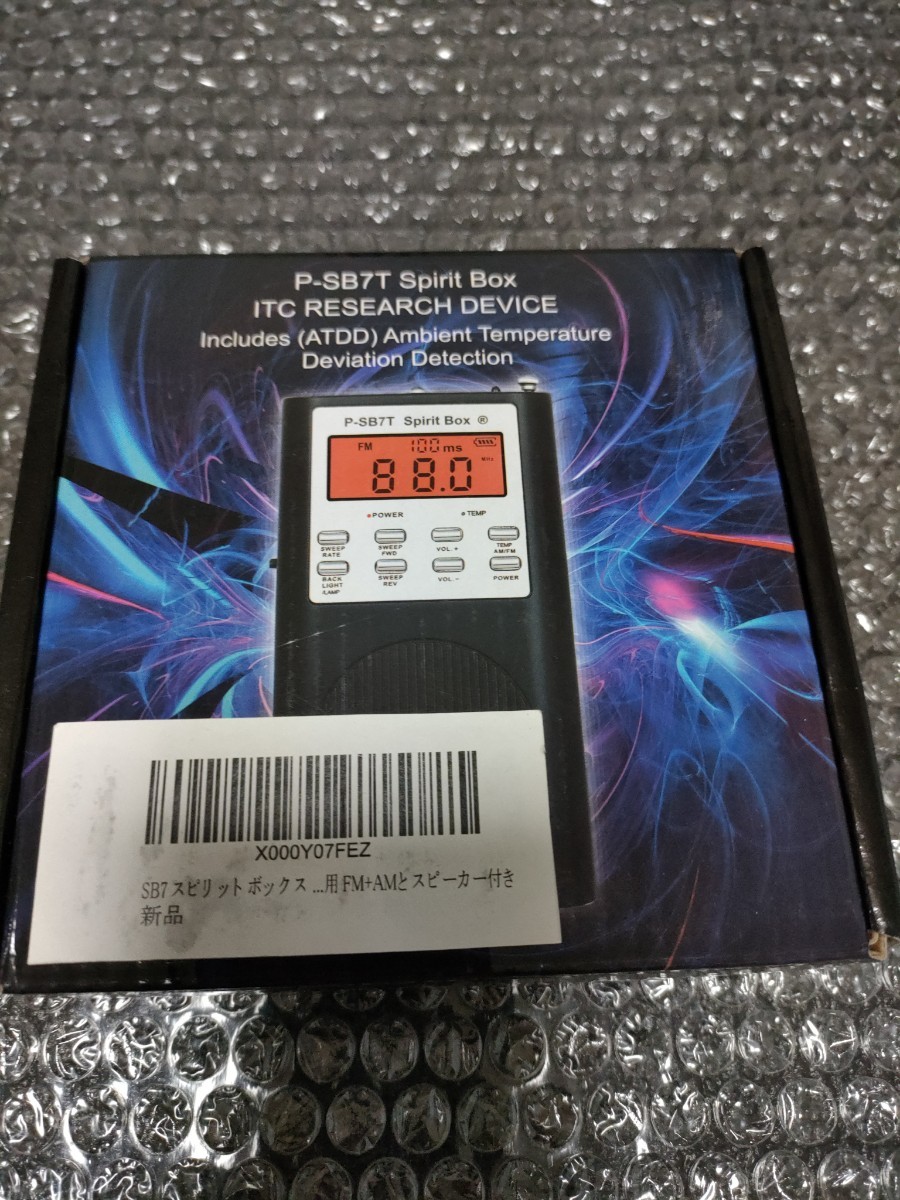 P-SB7T Spirit Box
ITC RESEARCH DEVICE
Includes (ATDD) Ambient Temperature
Deviation Detection
P-SB7T Spirit Box ®
FM 100ms
88.0 MHz
POWER TEMP
SWEEP RATE
SWEEP FWD
VOL. +
TEMP AM/FM
BACK LIGHT /LAMP
SWEEP REV
VOL. -
POWER
X000Y07FEZ
SB7 スピリット ボックス ...用 FM+AMとスピーカー付き
新品